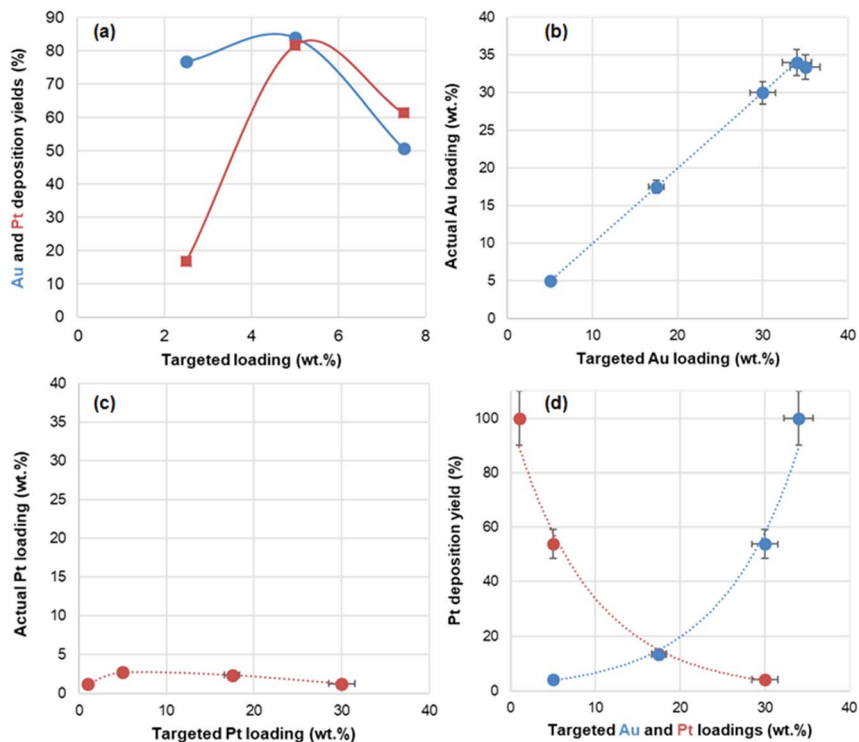 (a)
90
80
70
60
50
40
30
20
10
0
0 2 4 6 8
Au and Pt deposition yields (%)
Targeted loading (wt.%)
(b)
40
35
30
25
20
15
10
5
0
0 10 20 30 40
Actual Au loading (wt.%)
Targeted Au loading (wt.%)
(c)
40
35
30
25
20
15
10
5
0
0 10 20 30 40
Actual Pt loading (wt.%)
Targeted Pt loading (wt.%)
(d)
100
80
60
40
20
0
0 10 20 30 40
Pt deposition yield (%)
Targeted Au and Pt loadings (wt.%)